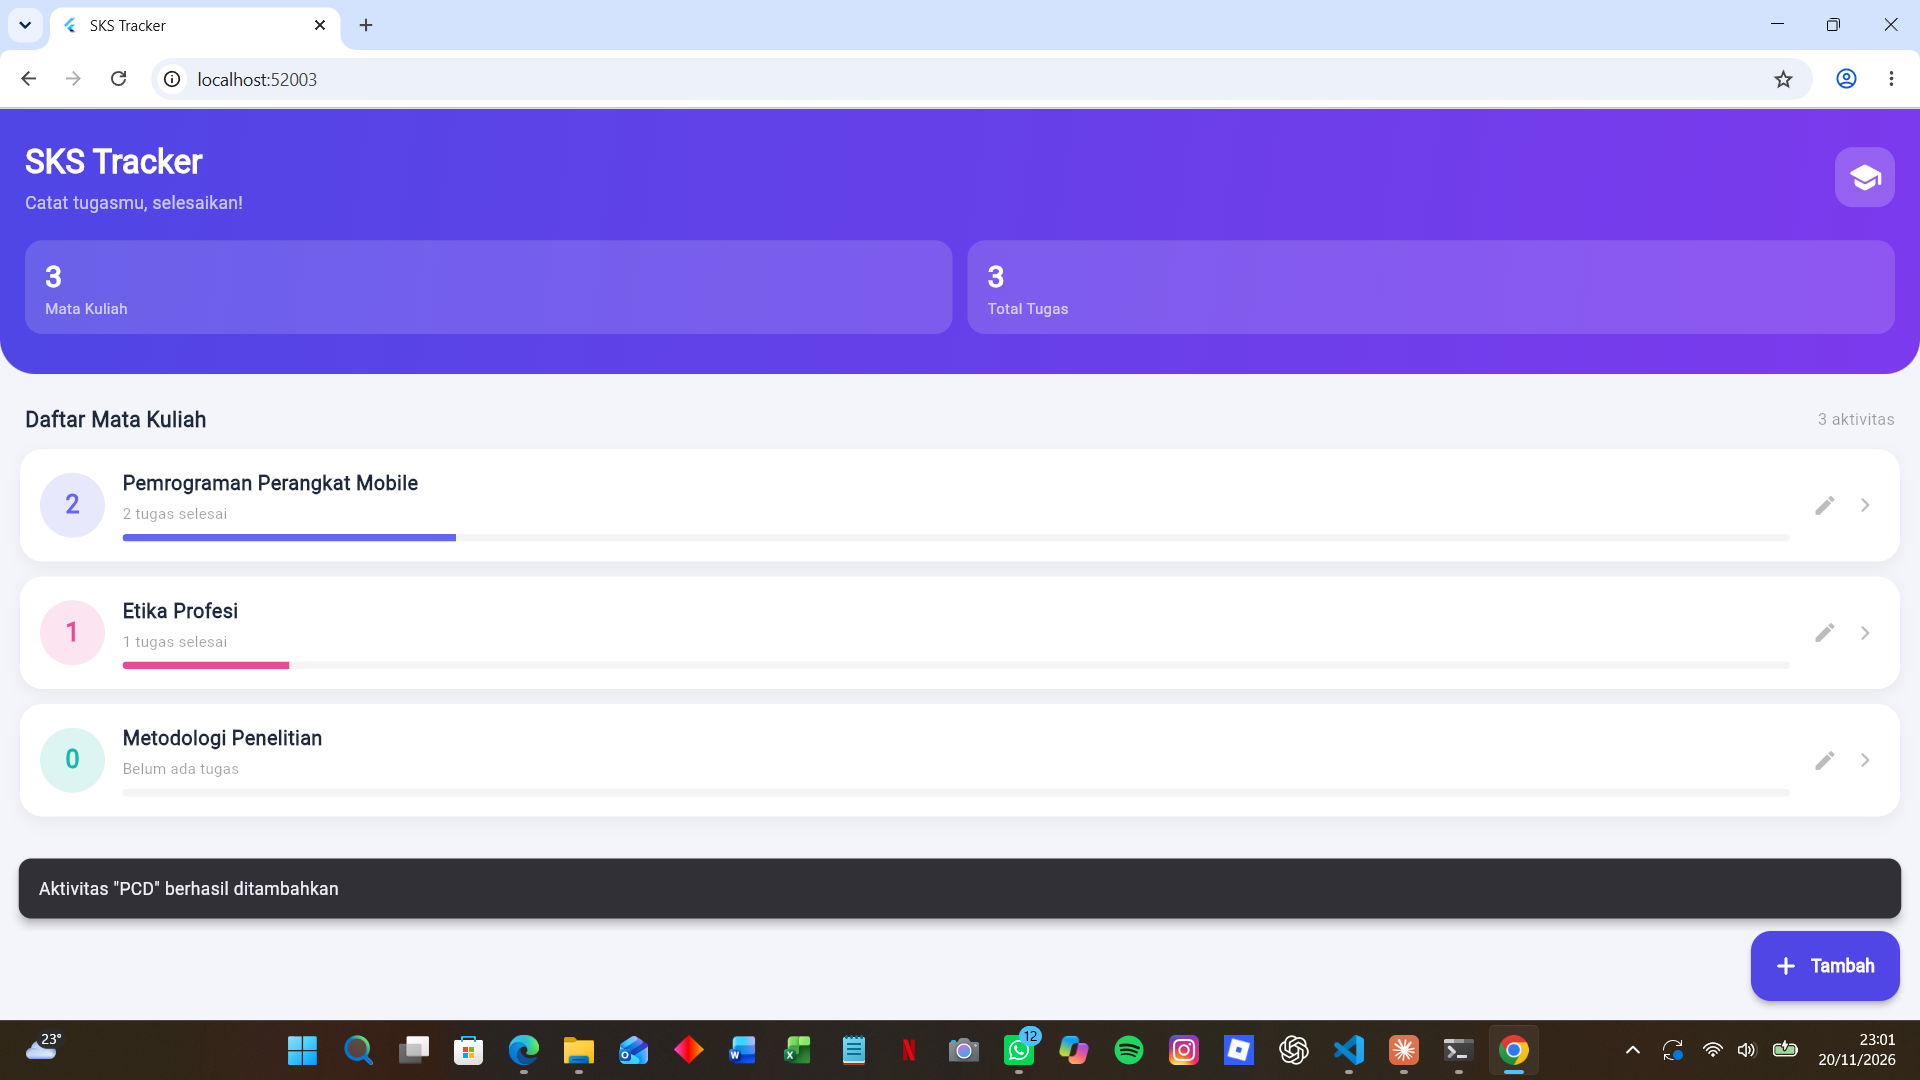 SKS Tracker
localhost:52003
SKS Tracker
Catat tugasmu, selesaikan!
3
Mata Kuliah
3
Total Tugas
Daftar Mata Kuliah
3 aktivitas
2
Pemrograman Perangkat Mobile
2 tugas selesai
1
Etika Profesi
1 tugas selesai
0
Metodologi Penelitian
Belum ada tugas
Aktivitas "PCD" berhasil ditambahkan
Tambah
23°
12
23:01
20/11/2026